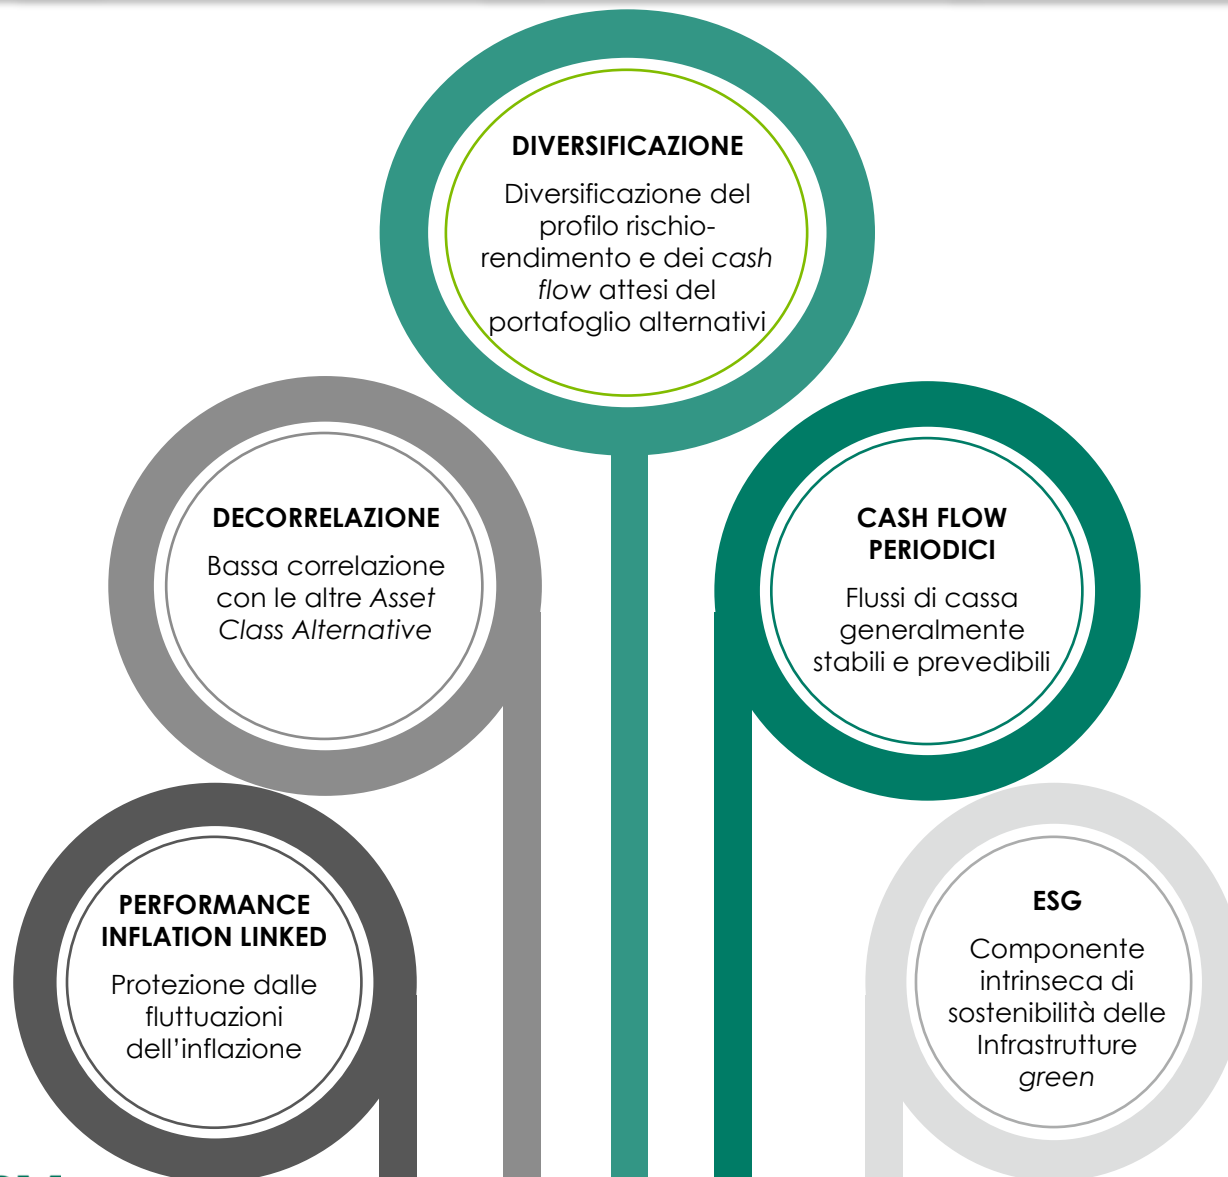 DIVERSIFICAZIONE
Diversificazione del
profilo rischio-
rendimento e dei cash
flow attesi del
portafoglio alternativi
DECORRELAZIONE
Bassa correlazione
con le altre Asset
Class Alternative
CASH FLOW
PERIODICI
Flussi di cassa
generalmente
stabili e prevedibili
PERFORMANCE
INFLATION LINKED
Protezione dalle
fluttuazioni
dell’inflazione
ESG
Componente
intrinseca di
sostenibilità delle
Infrastrutture
green